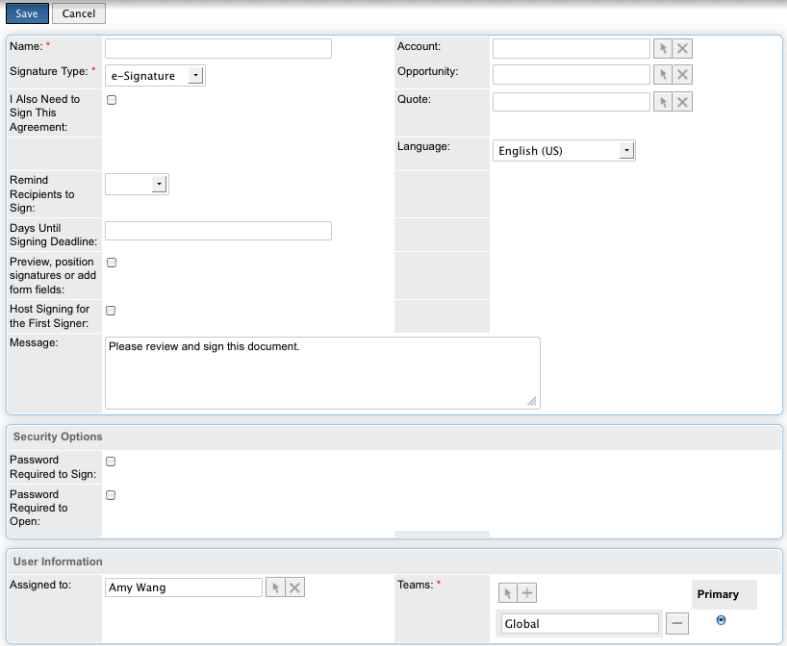 Save Cancel
Name: *
Account:
Signature Type: * e-Signature
Opportunity:
I Also Need to
Sign This
Agreement:
Quote:
Language: English (US)
Remind
Recipients to
Sign:
Days Until
Signing Deadline:
Preview, position
signatures or add
form fields:
Host Signing for
the First Signer:
Message:
Please review and sign this document.
Security Options
Password
Required to Sign:
Password
Required to
Open:
User Information
Assigned to: Amy Wang
Teams: *
Primary
Global